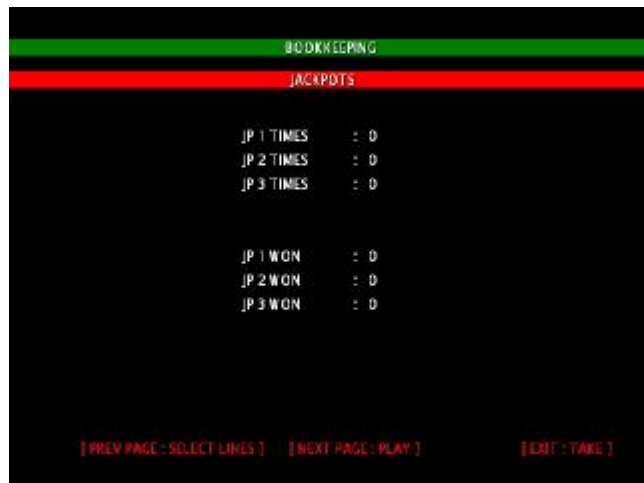 BOOKKEEPING
JACKPOTS
JP 1 TIMES : 0
JP 2 TIMES : 0
JP 3 TIMES : 0
JP 1 WON : 0
JP 2 WON : 0
JP 3 WON : 0
[ PREV PAGE : SELECT LINES ] [ NEXT PAGE : PLAY ] [ EXIT : TAKE ]